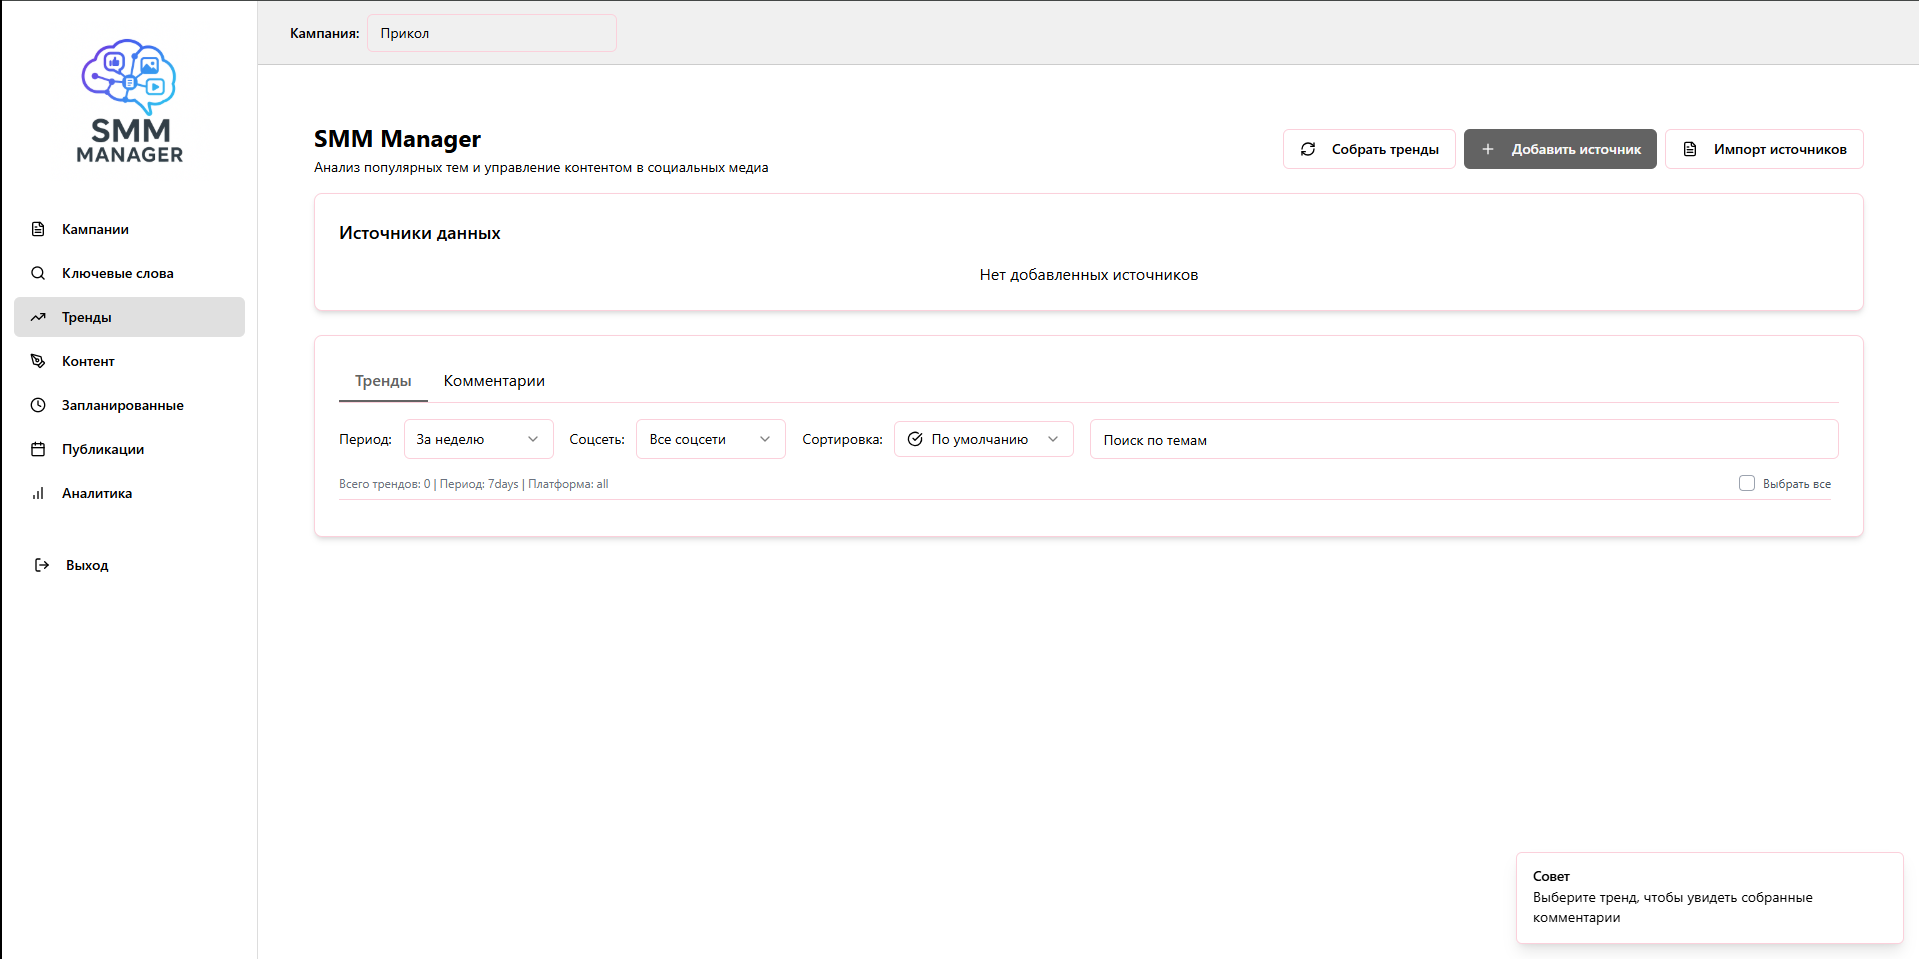 SMM
MANAGER
Кампании
Ключевые слова
Тренды
Контент
Запланированные
Публикации
Аналитика
Выход
Кампания: Прикол
SMM Manager
Анализ популярных тем и управление контентом в социальных медиа
Собрать тренды
Добавить источник
Импорт источников
Источники данных
Нет добавленных источников
Тренды Комментарии
Период: За неделю Соцсеть: Все соцсети Сортировка: По умолчанию Поиск по темам
Всего трендов: 0 | Период: 7days | Платформа: all Выбрать все
Совет
Выберите тренд, чтобы увидеть собранные
комментарии